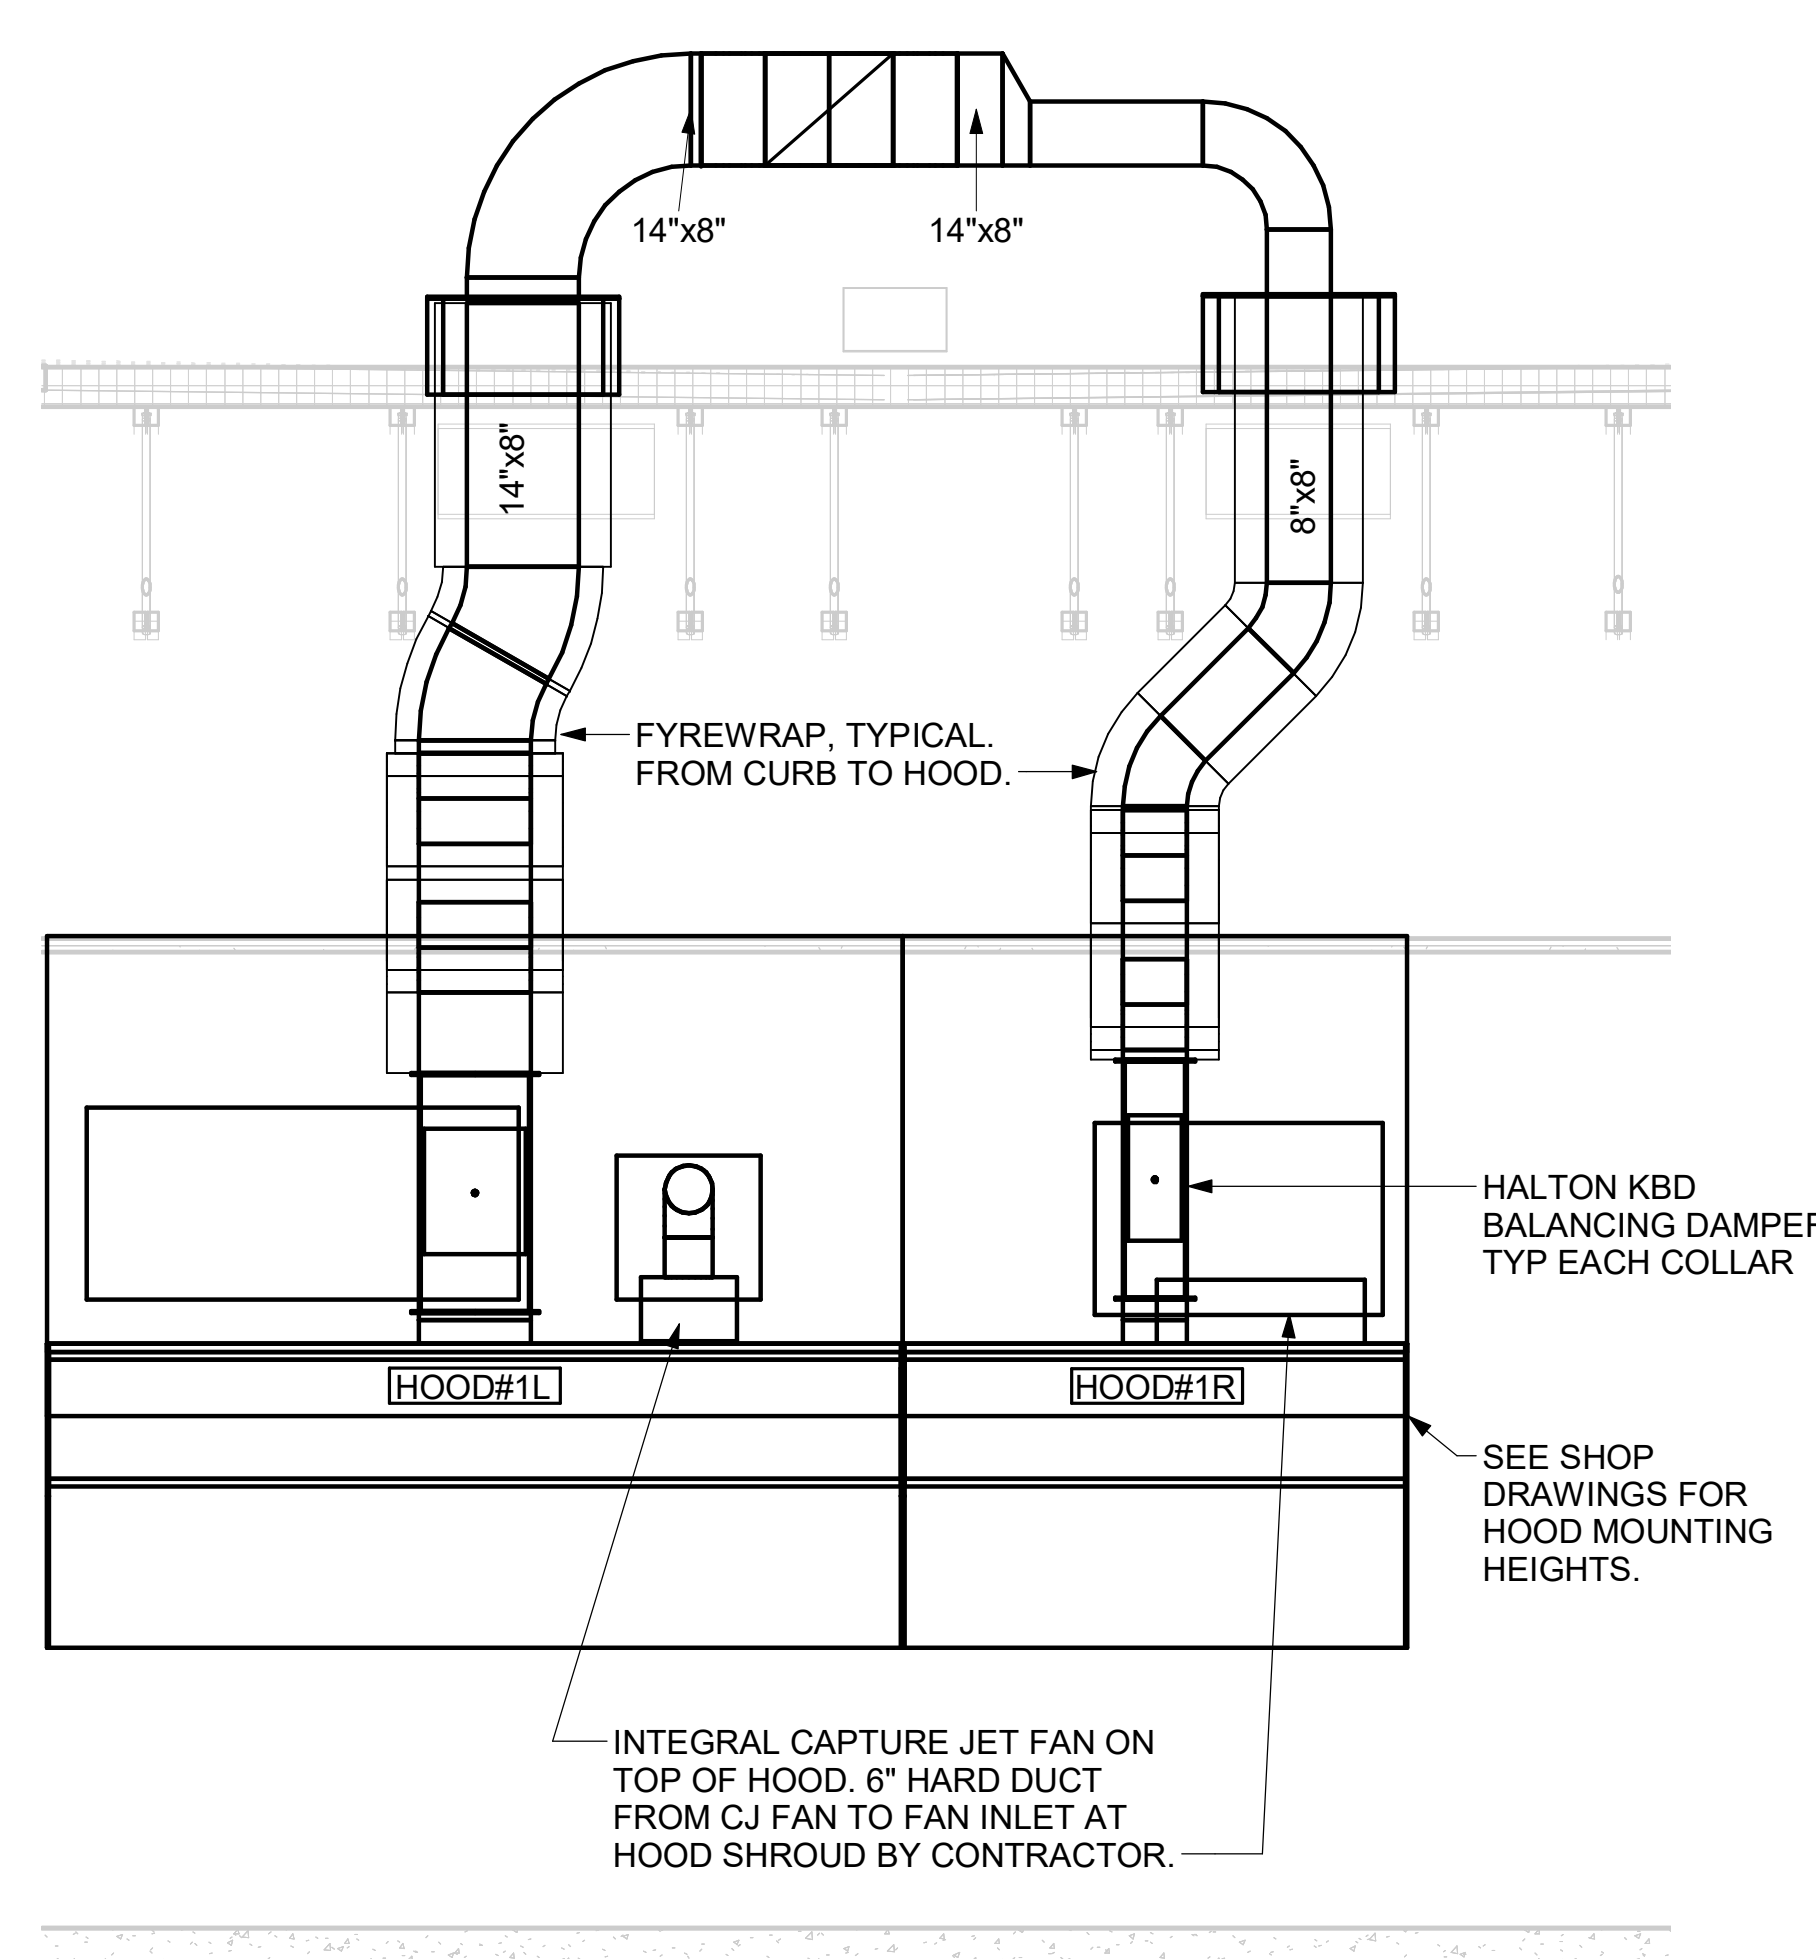 14"x8"
14"x8"
14"x8"
8"x8"
FYREWRAP, TYPICAL.
FROM CURB TO HOOD.
HALTON KBD
BALANCING DAMPER
TYP EACH COLLAR
HOOD#1L
HOOD#1R
SEE SHOP
DRAWINGS FOR
HOOD MOUNTING
HEIGHTS.
INTEGRAL CAPTURE JET FAN ON
TOP OF HOOD. 6" HARD DUCT
FROM CJ FAN TO FAN INLET AT
HOOD SHROUD BY CONTRACTOR.